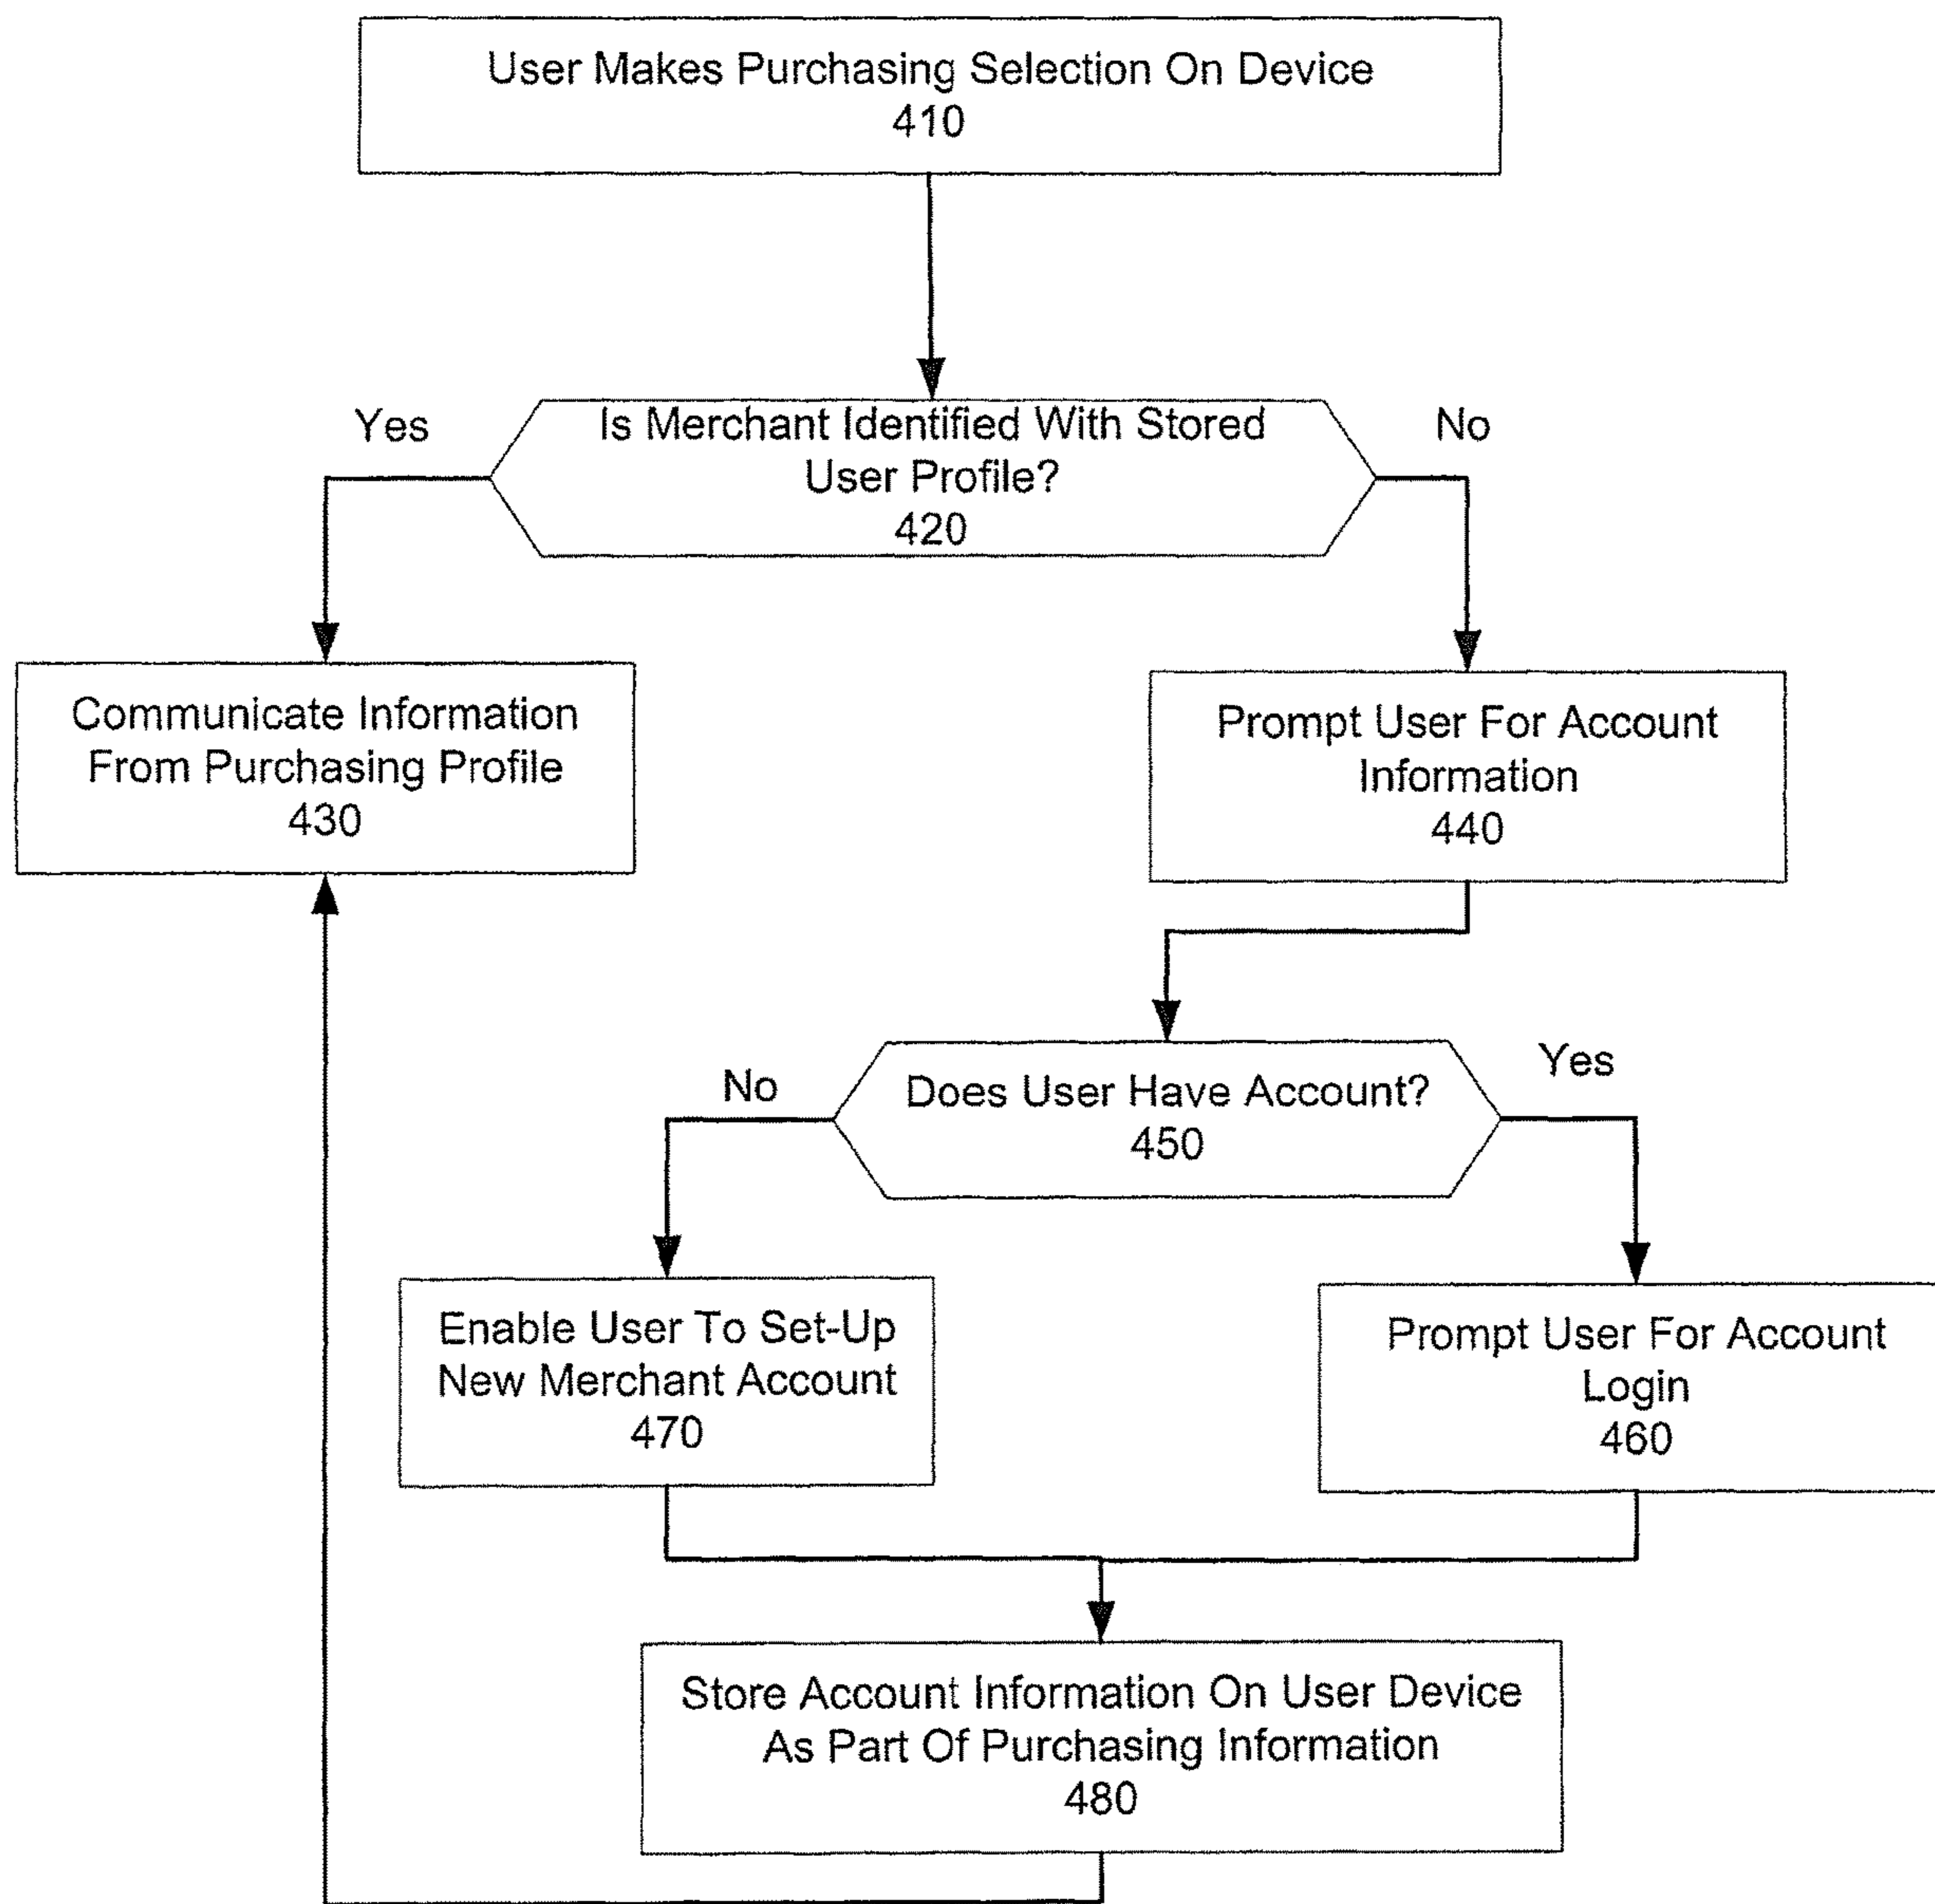 User Makes Purchasing Selection On Device
410
Yes
Is Merchant Identified With Stored
User Profile?
420
No
Communicate Information
From Purchasing Profile
430
Prompt User For Account
Information
440
No
Does User Have Account?
450
Yes
Enable User To Set-Up
New Merchant Account
470
Prompt User For Account
Login
460
Store Account Information On User Device
As Part Of Purchasing Information
480